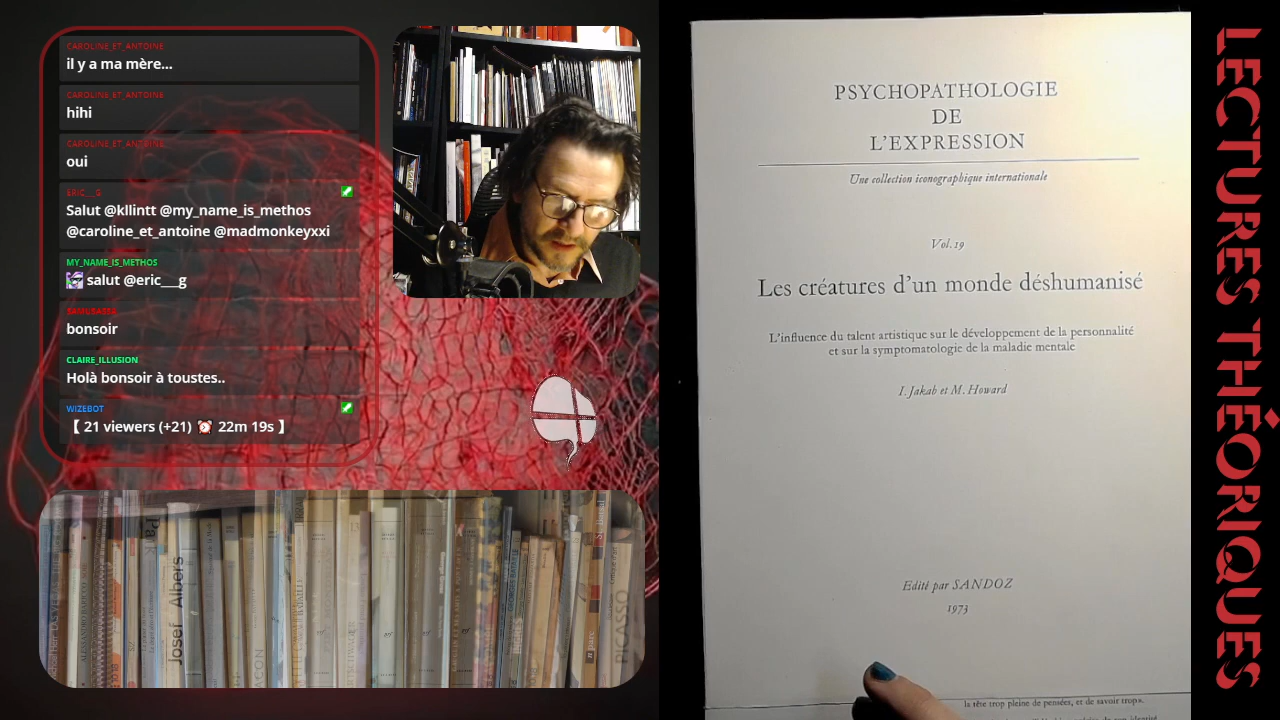 CAROLINE_ET_ANTOINE
il y a ma mère...
CAROLINE_ET_ANTOINE
hihi
CAROLINE_ET_ANTOINE
oui
ERIC__G
Salut @kllintt @my_name_is_methos
@caroline_et_antoine @madmonkeyxxi
MY_NAME_IS_METHOS
salut @eric__g
bonsoir
CLAIRE_ILLUSION
Holà bonsoir à toustes..
WIZEBOT
【 21 viewers (+21) ⏰ 22m 19s 】
Josef Albers
PICASSO
PSYCHOPATHOLOGIE
DE
L'EXPRESSION
Une collection iconographique internationale
Vol. 19
Les créatures d'un monde déshumanisé
L'influence du talent artistique sur le développement de la personnalité
et sur la symptomatologie de la maladie mentale
I. Jakab et M. Howard
Edité par SANDOZ
1973
la tête trop pleine de pensées, et de savoir trop».
LECTURES THÉORIQUES